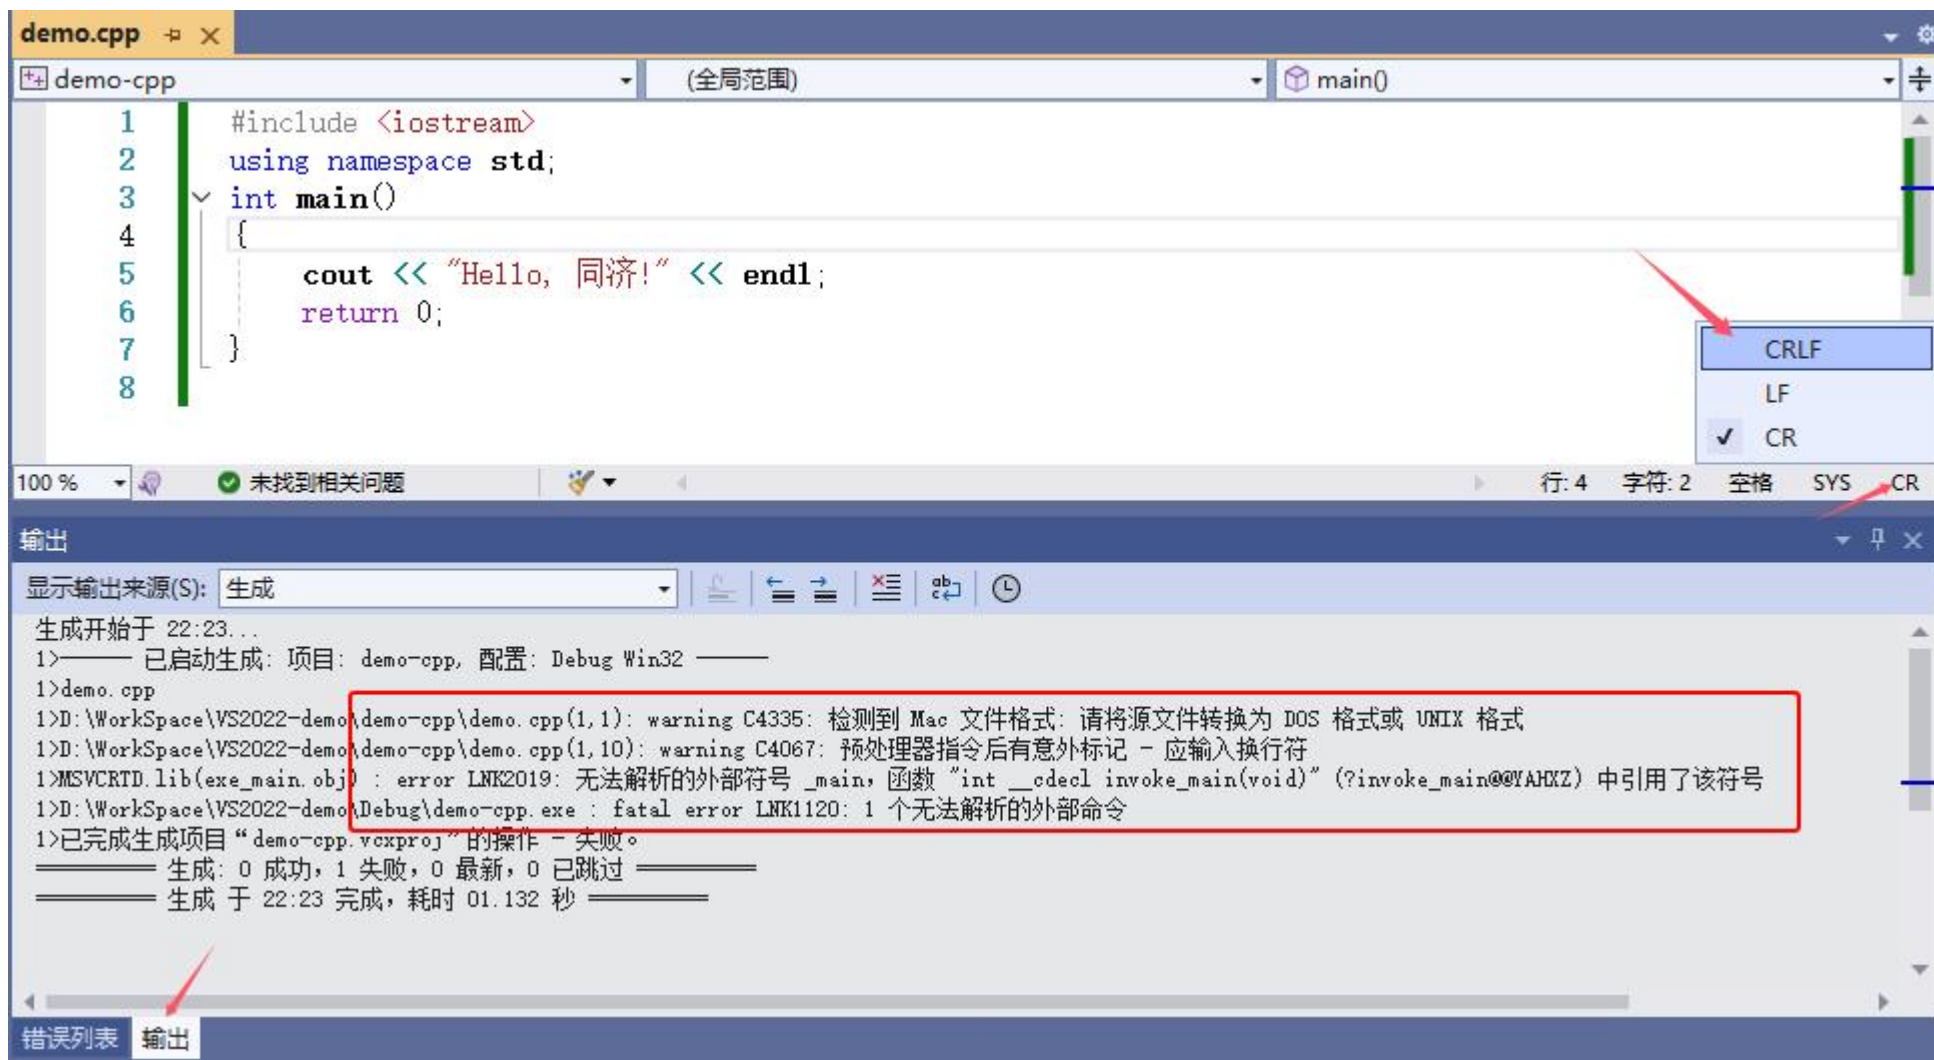 demo.cpp
demo-cpp (全局范围) main()
1 #include <iostream>
2 using namespace std;
3 int main()
4 {
5 cout << "Hello, 同济!" << endl;
6 return 0;
7 }
8
CRLF
LF
CR
100 % 未找到相关问题 行: 4 字符: 2 空格 SYS CR
输出
显示输出来源(S): 生成
生成开始于 22:23...
1>------ 已启动生成: 项目: demo-cpp, 配置: Debug Win32 ------
1>demo.cpp
1>D:\WorkSpace\VS2022-demo\demo-cpp\demo.cpp(1,1): warning C4335: 检测到 Mac 文件格式: 请将源文件转换为 DOS 格式或 UNIX 格式
1>D:\WorkSpace\VS2022-demo\demo-cpp\demo.cpp(1,10): warning C4067: 预处理器指令后有意外标记 - 应输入换行符
1>MSVCRTD.lib(exe_main.obj) : error LNK2019: 无法解析的外部符号 _main，函数 "int __cdecl invoke_main(void)" (?invoke_main@@YAHXZ) 中引用了该符号
1>D:\WorkSpace\VS2022-demo\Debug\demo-cpp.exe : fatal error LNK1120: 1 个无法解析的外部命令
1>已完成生成项目“demo-cpp.vcxproj”的操作 - 失败。
========== 生成: 0 成功，1 失败，0 最新，0 已跳过 ==========
========== 生成 于 22:23 完成，耗时 01.132 秒 ==========
错误列表 输出